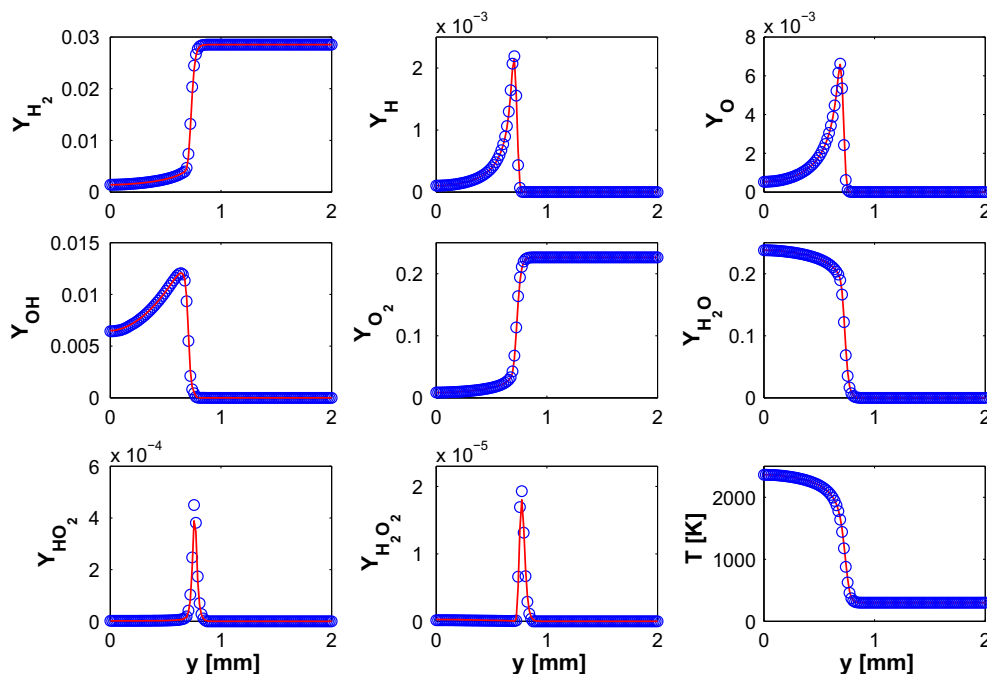 x 10⁻³
x 10⁻³
0.03
0.02
0.01
0
Y_H₂
0 1 2
2
1
0
Y_H
0 1 2
8
6
4
2
0
Y_O
0 1 2
0.015
0.01
0.005
0
Y_OH
0 1 2
0.2
0.1
0
Y_O₂
0 1 2
0.2
0.1
0
Y_H₂O
0 1 2
x 10⁻⁴
x 10⁻⁵
6
4
2
0
Y_HO₂
0 1 2
y [mm]
2
1
0
Y_H₂O₂
0 1 2
y [mm]
2000
1000
0
T [K]
0 1 2
y [mm]